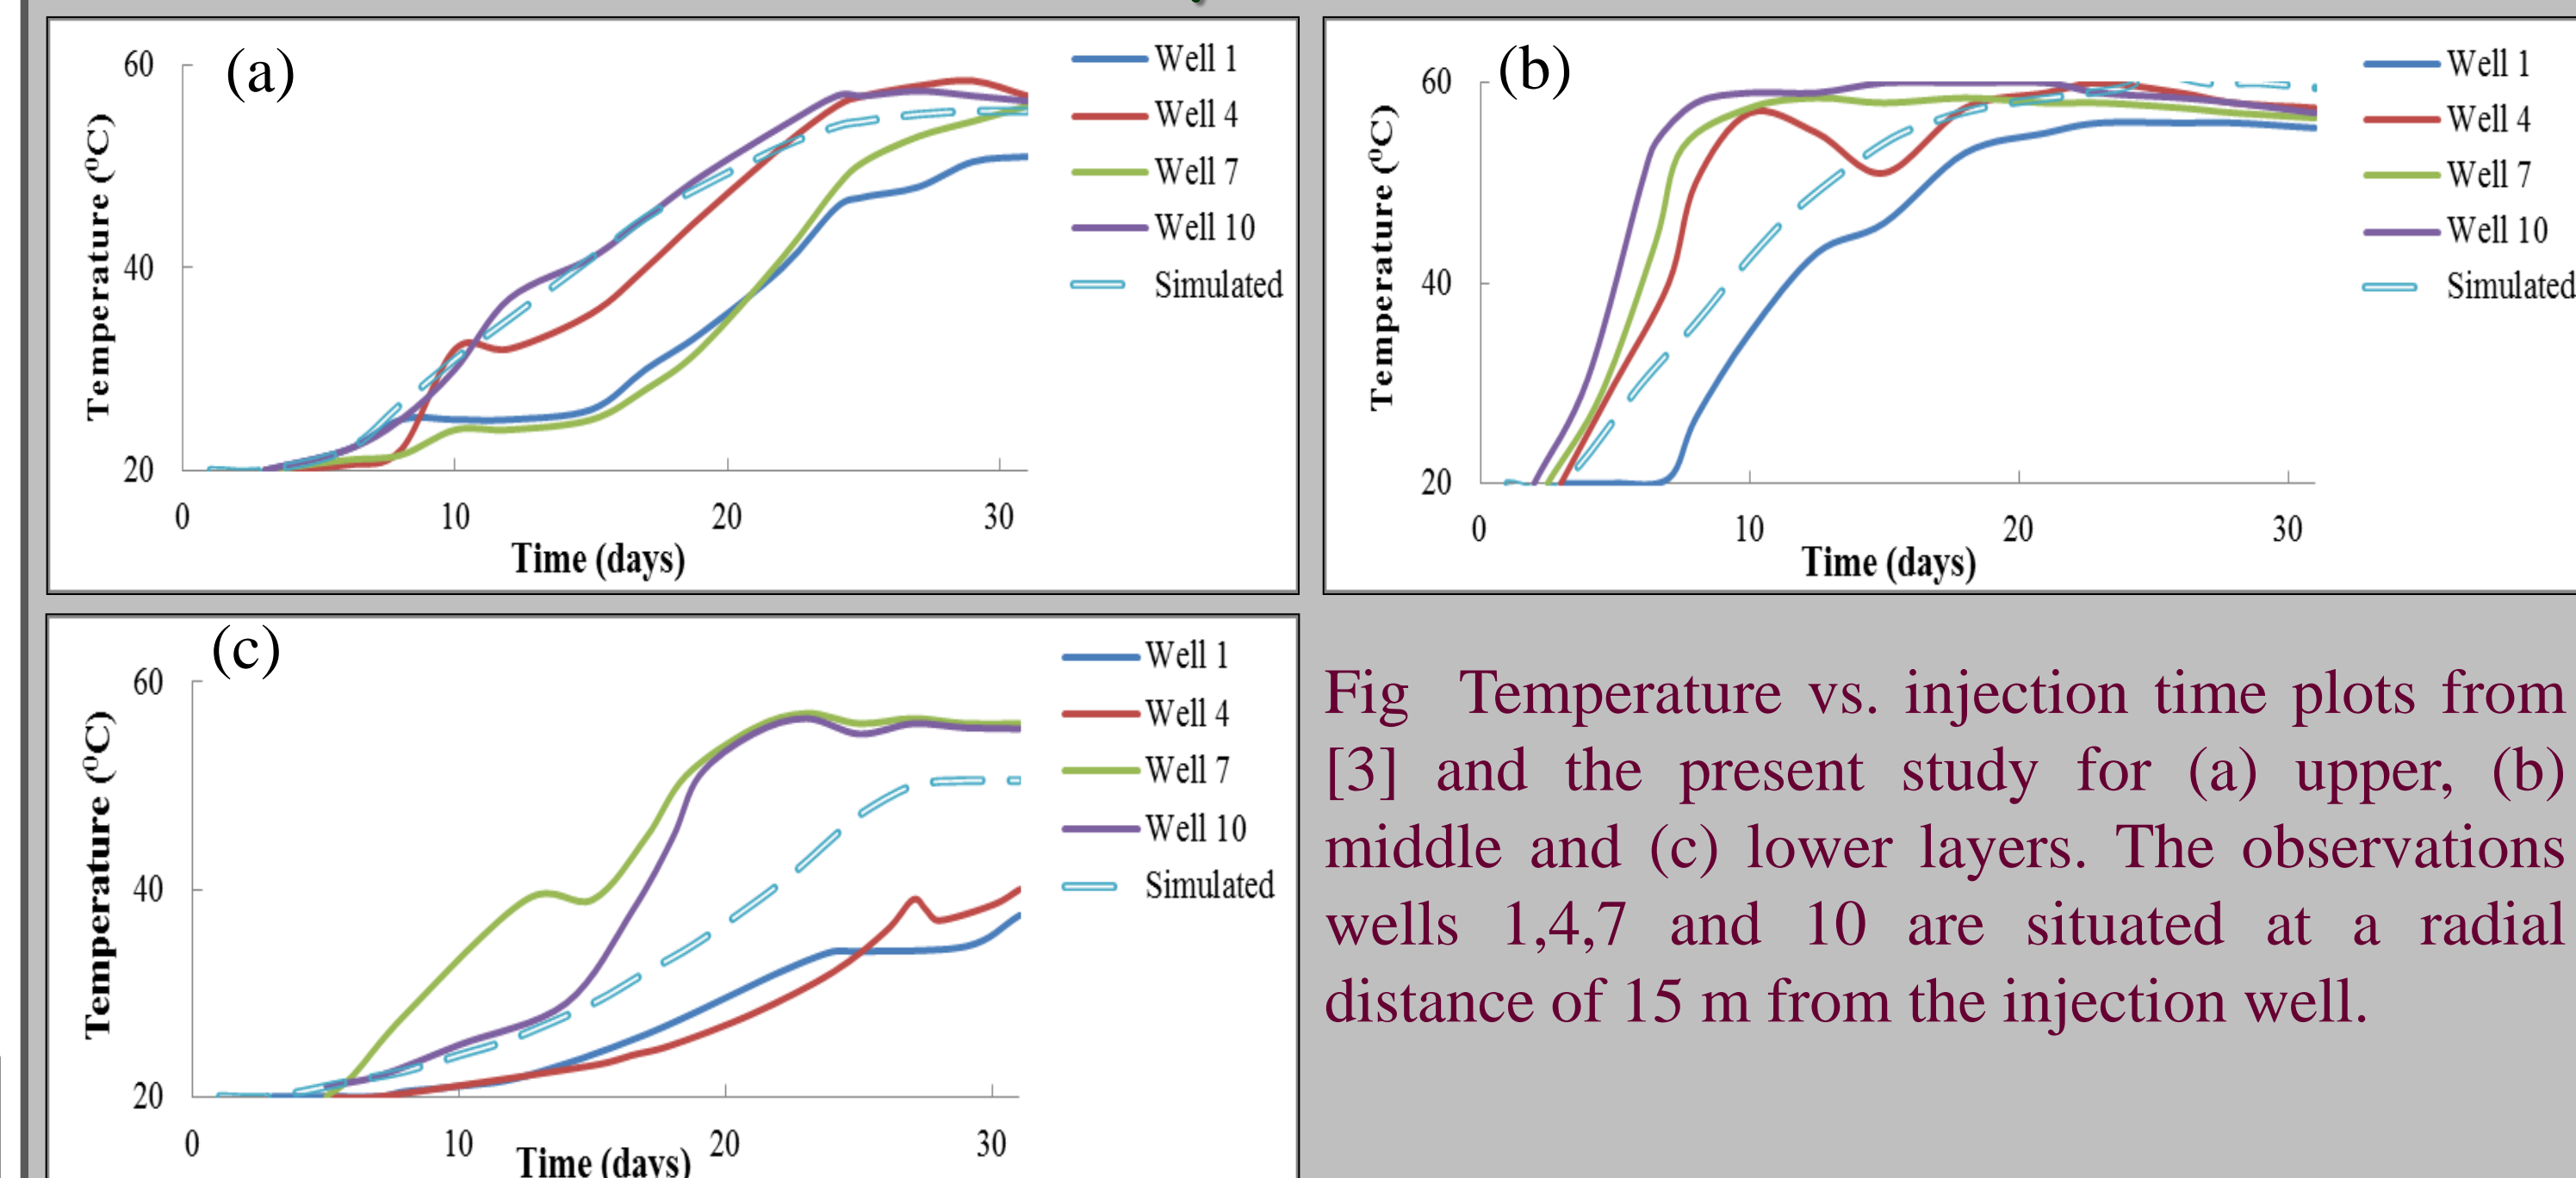 (a)
60
40
20
0
10
20
30
Temperature (⁰C)
Time (days)
Well 1
Well 4
Well 7
Well 10
Simulated
(b)
60
40
20
0
10
20
30
Temperature (⁰C)
Time (days)
Well 1
Well 4
Well 7
Well 10
Simulated
(c)
60
40
20
0
10
20
30
Temperature (⁰C)
Time (days)
Well 1
Well 4
Well 7
Well 10
Simulated
Fig Temperature vs. injection time plots from
[3] and the present study for (a) upper, (b)
middle and (c) lower layers. The observations
wells 1,4,7 and 10 are situated at a radial
distance of 15 m from the injection well.